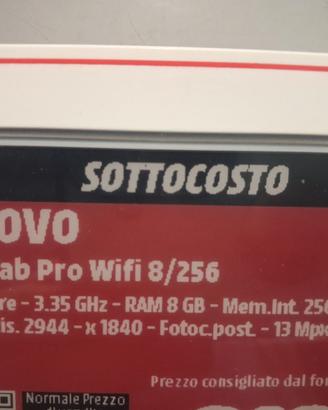 SOTTOCOSTO
OVO
ab Pro Wifi 8/256
re - 3.35 GHz - RAM 8 GB - Mem.Int. 256
is. 2944 - x 1840 - Fotoc.post. - 13 Mpx
Prezzo consigliato dal for
Normale Prezzo